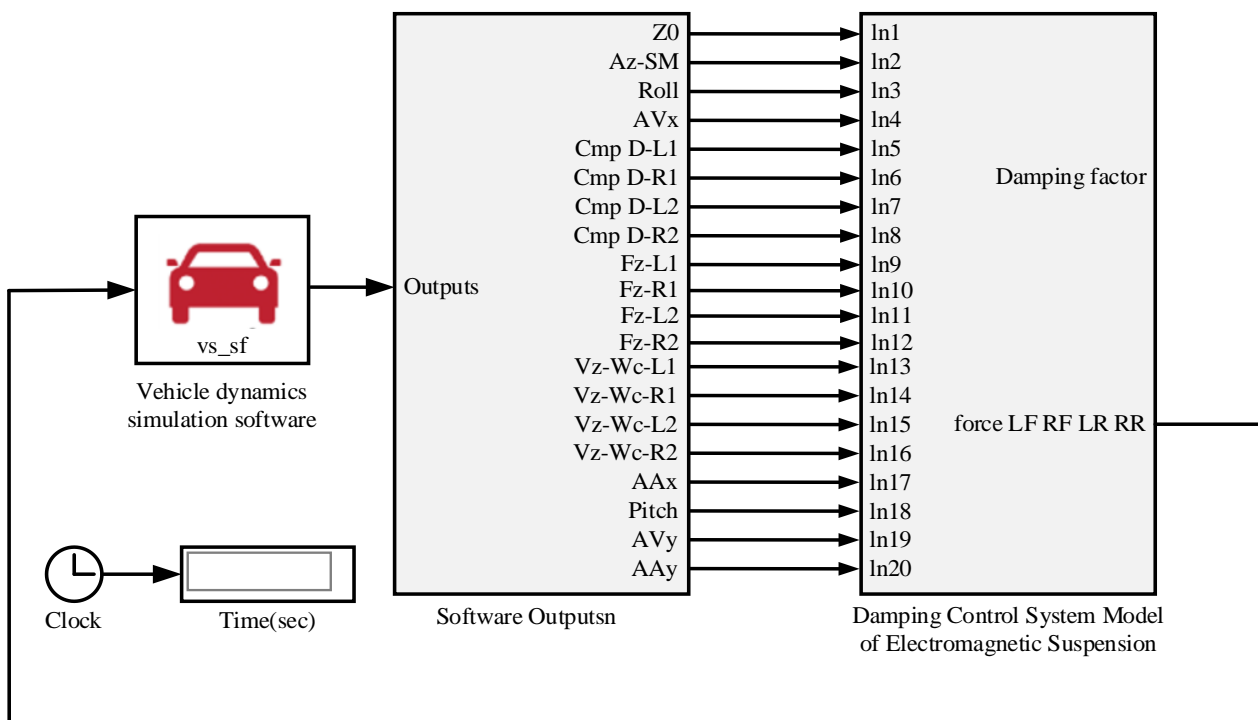 vs_sf
Vehicle dynamics
simulation software
Clock
Time(sec)
Outputs
Z0
Az-SM
Roll
AVx
Cmp D-L1
Cmp D-R1
Cmp D-L2
Cmp D-R2
Fz-L1
Fz-R1
Fz-L2
Fz-R2
Vz-Wc-L1
Vz-Wc-R1
Vz-Wc-L2
Vz-Wc-R2
AAx
Pitch
AVy
AAy
Software Outputsn
ln1
ln2
ln3
ln4
ln5
ln6
ln7
ln8
ln9
ln10
ln11
ln12
ln13
ln14
ln15
ln16
ln17
ln18
ln19
ln20
Damping factor
force LF RF LR RR
Damping Control System Model
of Electromagnetic Suspension